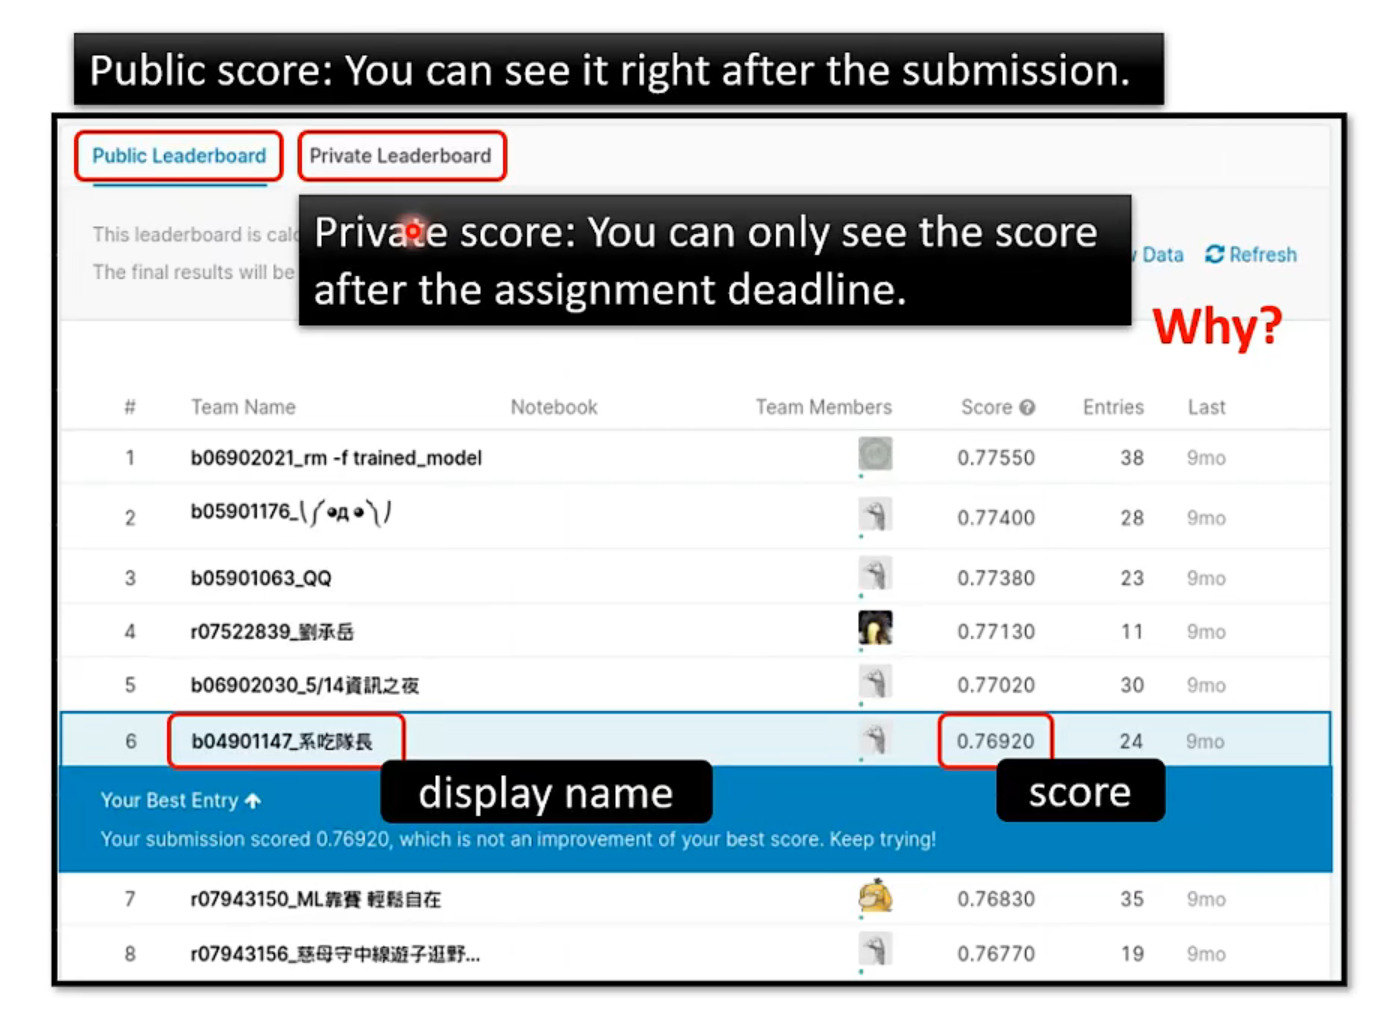 Public score: You can see it right after the submission.
Public Leaderboard Private Leaderboard
This leaderboard is calc
The final results will be
Private score: You can only see the score
after the assignment deadline.
Data Refresh
Why?
# Team Name Notebook Team Members Score Entries Last
1 b06902021_rm -f trained_model 0.77550 38 9mo
2 b05901176_⎝⎛◕д◕⎞⎠ 0.77400 28 9mo
3 b05901063_QQ 0.77380 23 9mo
4 r07522839_劉承岳 0.77130 11 9mo
5 b06902030_5/14資訊之夜 0.77020 30 9mo
6 b04901147_系吃隊長 0.76920 24 9mo
display name
score
Your Best Entry ↑
Your submission scored 0.76920, which is not an improvement of your best score. Keep trying!
7 r07943150_ML靠賽 輕鬆自在 0.76830 35 9mo
8 r07943156_慈母守中線遊子逛野... 0.76770 19 9mo